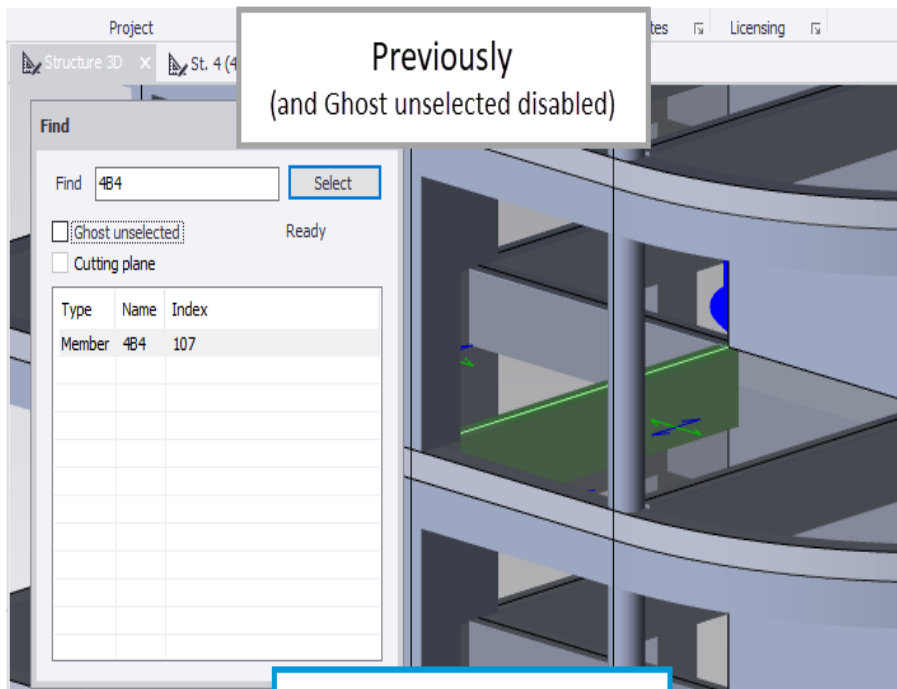 Project
tes
Licensing
Previously
(and Ghost unselected disabled)
Structure 3D
St. 4 (4
Find
Find 4B4 Select
Ghost unselected Ready
Cutting plane
Type Name Index
Member 4B4 107